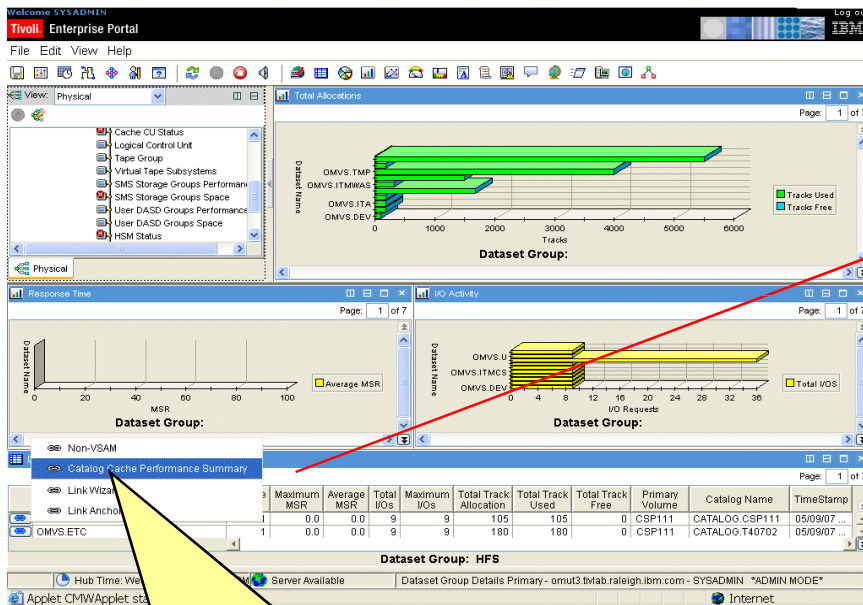 Welcome SYSADMIN
Log ou
Tivoli. Enterprise Portal
IBM
File Edit View Help
View: Physical
Cache CU Status
Logical Control Unit
Tape Group
Virtual Tape Subsystems
SMS Storage Groups Performan
SMS Storage Groups Space
User DASD Groups Performance
User DASD Groups Space
HSM Status
Physical
Total Allocations
Page: 1 of 7
Dataset Name
OMVS.TMP
OMVS.ITMWAS
OMVS.ITA
OMVS.DEV
0 1000 2000 3000 4000 5000 6000
Tracks
Tracks Used
Tracks Free
Dataset Group:
Response Time
Page: 1 of 7
Dataset Name
0 20 40 60 80 100
MSR
Average MSR
Dataset Group:
I/O Activity
Page: 1 of 7
Dataset Name
OMVS.U
OMVS.ITMCS
OMVS.DEV
0 4 8 12 16 20 24 28 32 36
I/O Requests
Total I/OS
Dataset Group:
Non-VSAM
Catalog Cache Performance Summary
Link Wizar
Link Anchor
Page: 1 of 7
Maximum MSR Average MSR Total I/Os Maximum I/Os Total Track Allocation Total Track Used Total Track Free Primary Volume Catalog Name TimeStamp
0.0 0.0 9 9 105 105 0 CSP111 CATALOG.CSP111 05/09/07 ...
OMVS.ETC 1 0.0 0.0 9 9 180 180 0 CSP111 CATALOG.T40702 05/09/07 ...
Dataset Group: HFS
Hub Time: We
Server Available
Dataset Group Details Primary - omut3.tivlab.raleigh.ibm.com - SYSADMIN *ADMIN MODE*
Applet CMWApplet sta
Internet